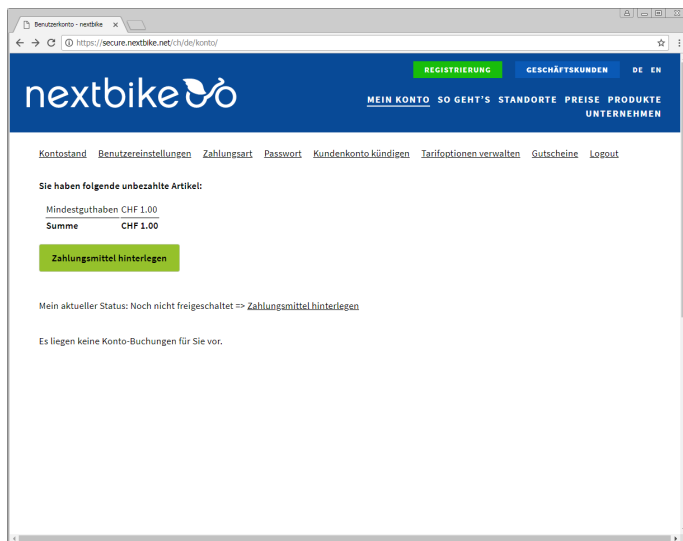 Benutzerkonto - nextbike
https://secure.nextbike.net/ch/de/konto/
REGISTRIERUNG GESCHÄFTSKUNDEN DE EN
nextbike
MEIN KONTO SO GEHT'S STANDORTE PREISE PRODUKTE
UNTERNEHMEN
Kontostand Benutzereinstellungen Zahlungsart Passwort Kundenkonto kündigen Tarifoptionen verwalten Gutscheine Logout
Sie haben folgende unbezahlte Artikel:
Mindestguthaben CHF 1.00
Summe CHF 1.00
Zahlungsmittel hinterlegen
Mein aktueller Status: Noch nicht freigeschaltet => Zahlungsmittel hinterlegen
Es liegen keine Konto-Buchungen für Sie vor.